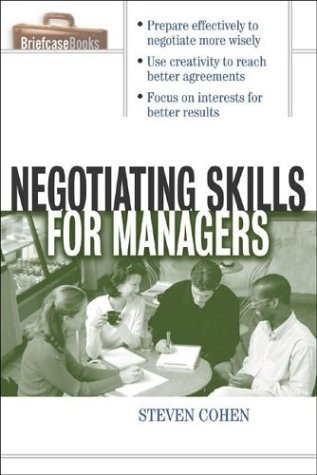 BriefcaseBooks
• Prepare effectively to
negotiate more wisely
• Use creativity to reach
better agreements
• Focus on interests for
better results
NEGOTIATING SKILLS
FOR MANAGERS
STEVEN COHEN